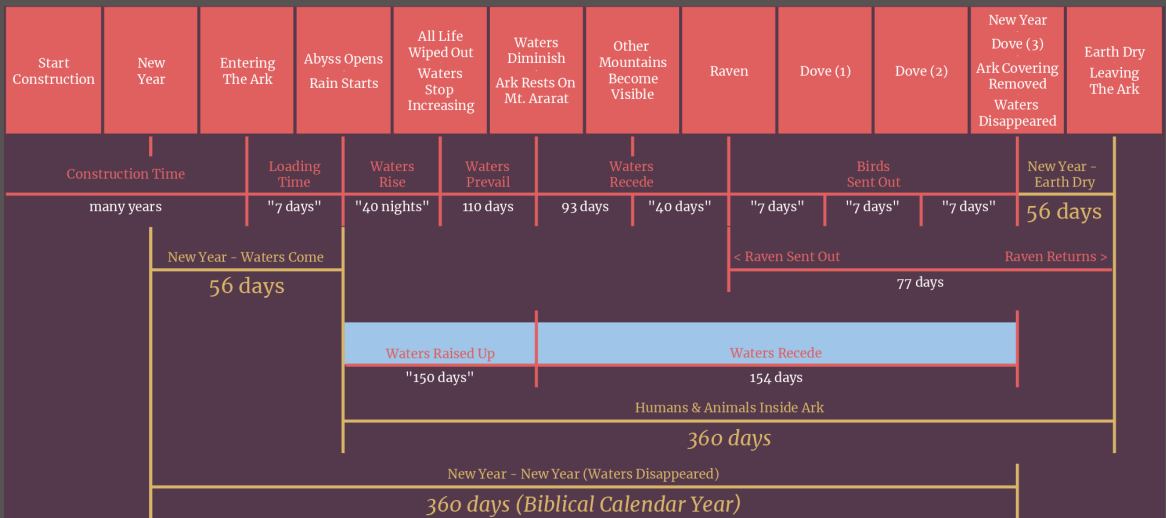 Start
Construction
New
Year
Entering
The Ark
Abyss Opens
Rain Starts
All Life
Wiped Out
Waters
Stop
Increasing
Waters
Diminish
Ark Rests On
Mt. Ararat
Other
Mountains
Become
Visible
Raven
Dove (1)
Dove (2)
New Year
Dove (3)
Ark Covering
Removed
Waters
Disappeared
Earth Dry
Leaving
The Ark
Construction Time
many years
Loading
Time
"7 days"
Waters
Rise
"40 nights"
Waters
Prevail
110 days
Waters
Recede
93 days
"40 days"
Birds
Sent Out
"7 days"
"7 days"
"7 days"
New Year -
Earth Dry
56 days
New Year - Waters Come
56 days
< Raven Sent Out
Raven Returns >
77 days
Waters Raised Up
"150 days"
Waters Recede
154 days
Humans & Animals Inside Ark
360 days
New Year - New Year (Waters Disappeared)
360 days (Biblical Calendar Year)